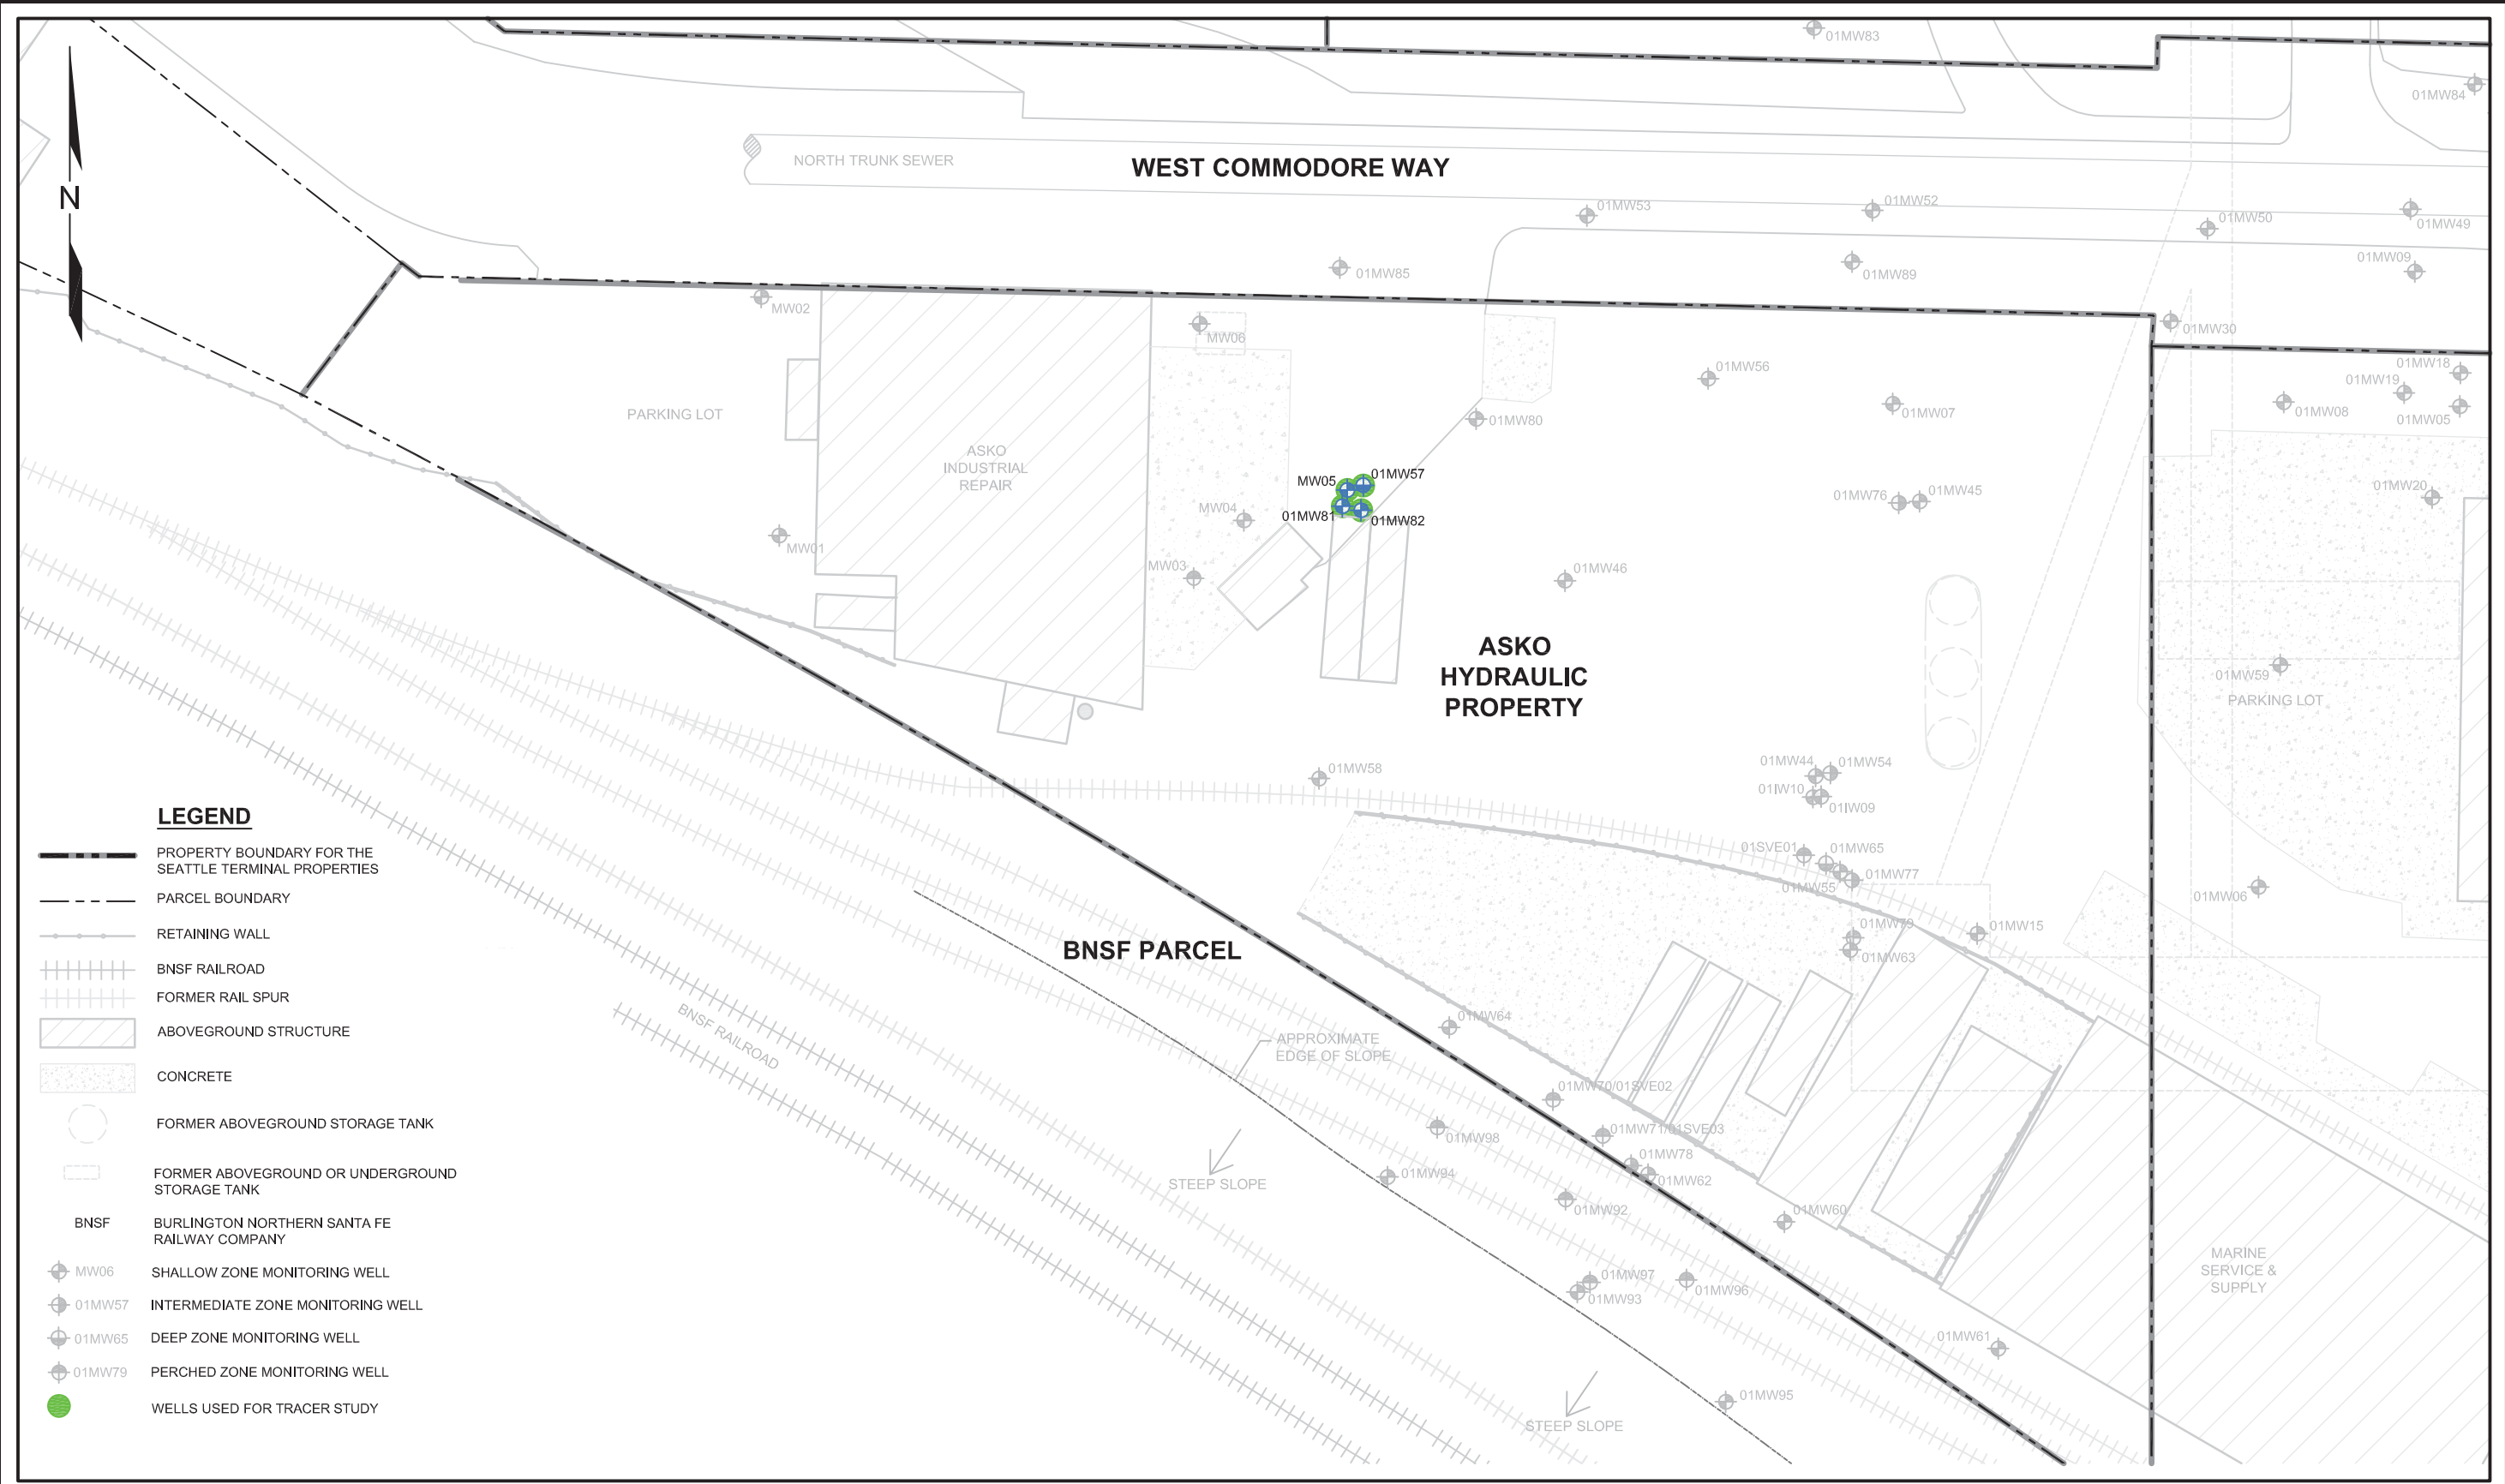 01MW83
01MW84
N
NORTH TRUNK SEWER
WEST COMMODORE WAY
01MW53
01MW52
01MW50
01MW49
01MW85
01MW89
01MW09
MW02
MW06
01MW30
01MW56
01MW18
01MW19
01MW08
01MW05
01MW07
01MW80
PARKING LOT
ASKO
INDUSTRIAL
REPAIR
MW05
01MW57
01MW81
01MW82
MW04
MW01
MW03
01MW76
01MW45
01MW20
01MW46
ASKO
HYDRAULIC
PROPERTY
01MW59
PARKING LOT
01MW58
01MW44
01MW54
01IW10
01IW09
01SVE01
01MW65
01MW77
01MW55
01MW06
01MW79
01MW15
01MW63
BNSF PARCEL
BNSF RAILROAD
01MW64
APPROXIMATE
EDGE OF SLOPE
01MW70/01SVE02
01MW71/01SVE03
01MW98
01MW78
01MW62
01MW94
STEEP SLOPE
01MW92
01MW60
01MW97
01MW93
01MW96
MARINE
SERVICE &
SUPPLY
01MW61
01MW95
STEEP SLOPE
LEGEND
PROPERTY BOUNDARY FOR THE
SEATTLE TERMINAL PROPERTIES
PARCEL BOUNDARY
RETAINING WALL
BNSF RAILROAD
FORMER RAIL SPUR
ABOVEGROUND STRUCTURE
CONCRETE
FORMER ABOVEGROUND STORAGE TANK
FORMER ABOVEGROUND OR UNDERGROUND
STORAGE TANK
BNSF BURLINGTON NORTHERN SANTA FE
RAILWAY COMPANY
MW06 SHALLOW ZONE MONITORING WELL
01MW57 INTERMEDIATE ZONE MONITORING WELL
01MW65 DEEP ZONE MONITORING WELL
01MW79 PERCHED ZONE MONITORING WELL
WELLS USED FOR TRACER STUDY